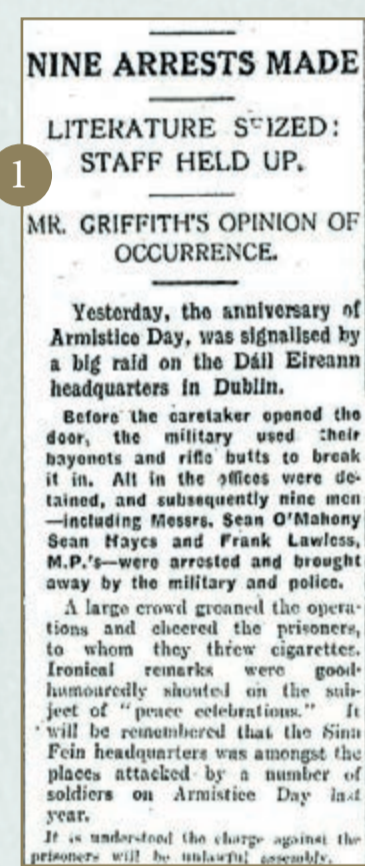 NINE ARRESTS MADE
LITERATURE SEIZED:
STAFF HELD UP.
1
MR. GRIFFITH'S OPINION OF
OCCURRENCE.
Yesterday, the anniversary of
Armistice Day, was signalised by
a big raid on the Dáil Eireann
headquarters in Dublin.
Before the caretaker opened the
door, the military used their
bayonets and rifle butts to break
it in. All in the offices were de-
tained, and subsequently nine men
—including Messrs. Sean O'Mahony
Sean Hayes and Frank Lawless,
M.P.'s—were arrested and brought
away by the military and police.
A large crowd groaned the opera-
tions and cheered the prisoners,
to whom they threw cigarettes.
Ironical remarks were good-
humouredly shouted on the sub-
ject of "peace celebrations." It
will be remembered that the Sinn
Fein headquarters was amongst the
places attacked by a number of
soldiers on Armistice Day last
year.
It is understood the charge against the
prisoners will be unlawful assembly.